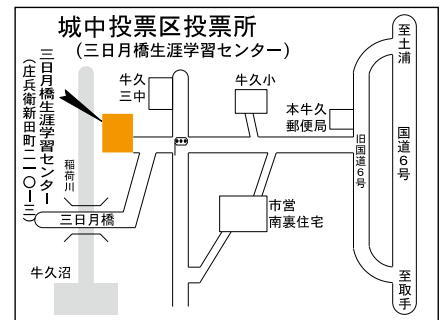 城中投票区投票所
(三日月橋生涯学習センター)
三日月橋生涯学習センター
(庄兵衛新田町二一〇ー三)
牛久
三中
牛久小
本牛久
郵便局
至土浦
国道6号
旧国道6号
至取手
稲荷川
三日月橋
市営
南裏住宅
牛久沼